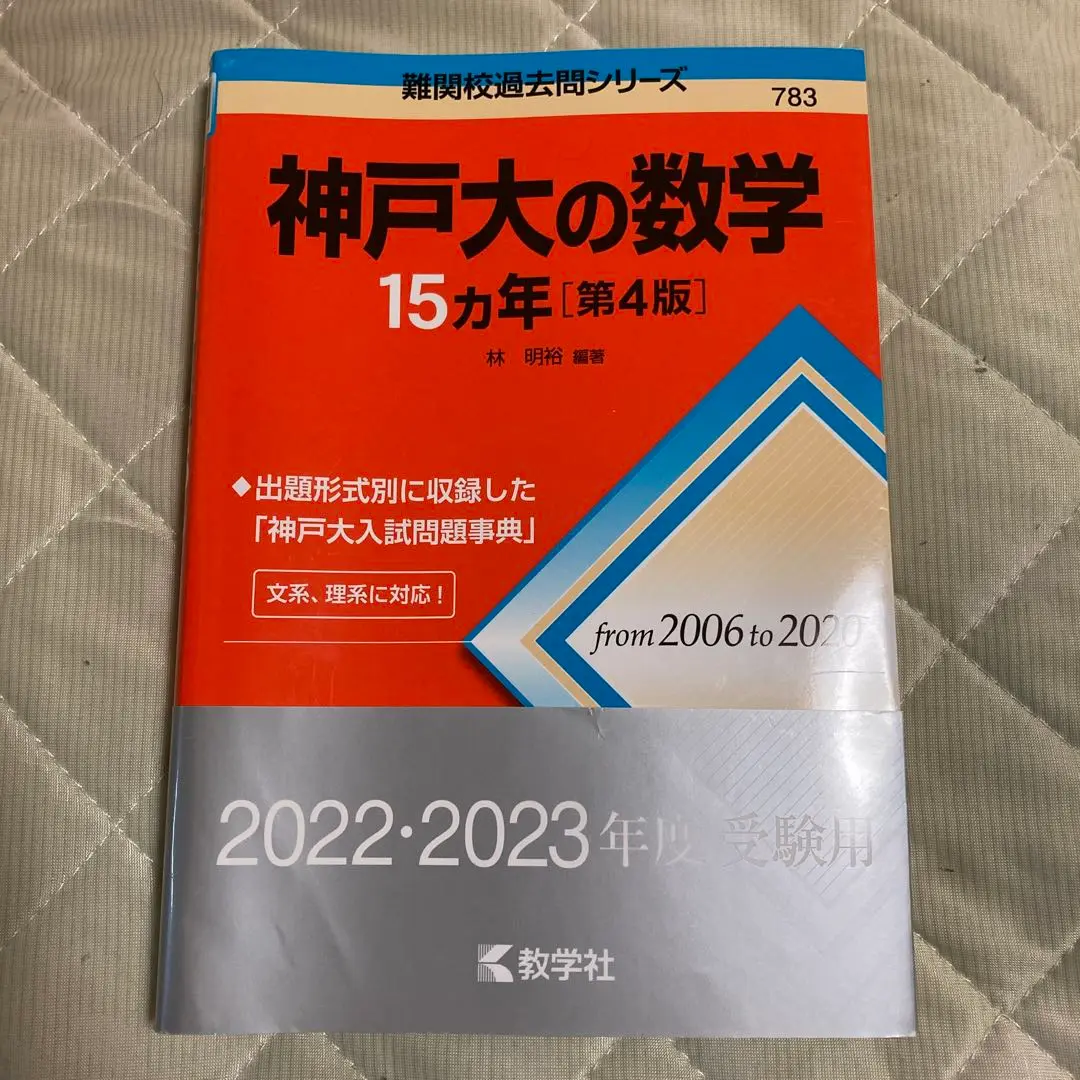 難関校過去問シリーズ
783
神戸大の数学
15ヵ年[第4版]
林 明裕 編著
◆出題形式別に収録した
「神戸大入試問題事典」
文系、理系に対応!
from 2006 to 2020
2022・2023年度 受験用
教学社